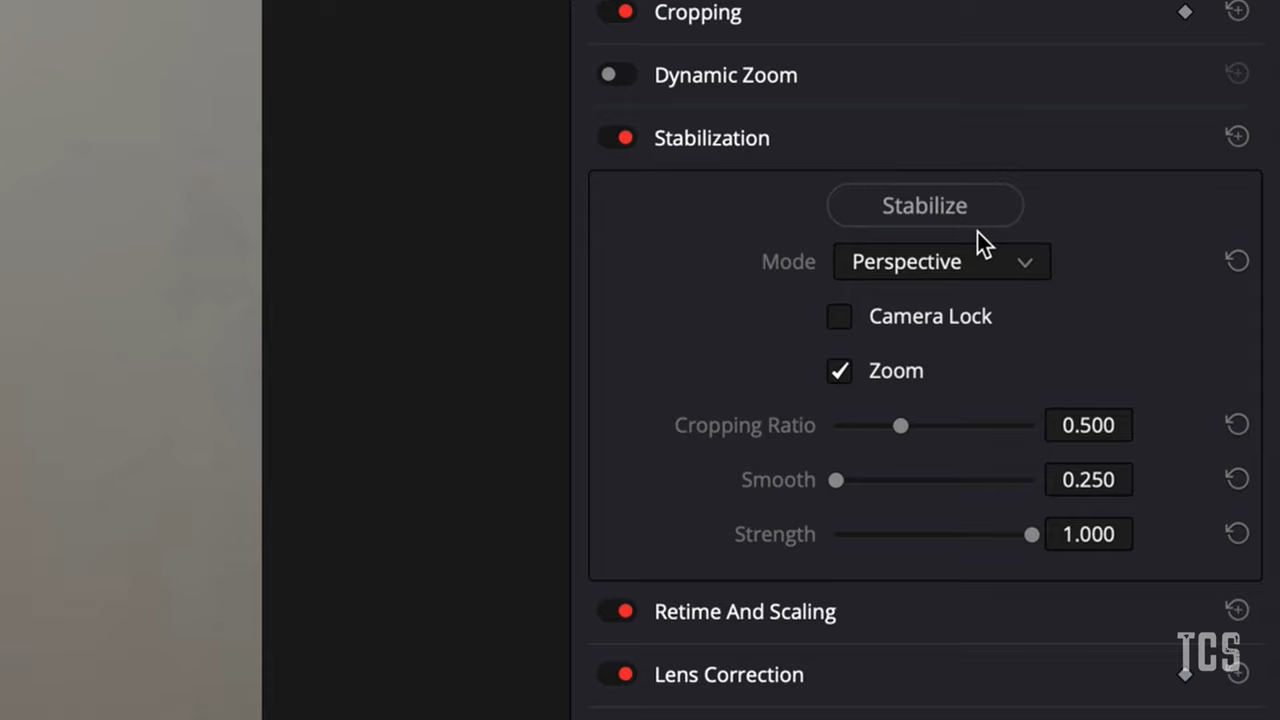 Cropping
Dynamic Zoom
Stabilization
Stabilize
Mode Perspective
Camera Lock
Zoom
Cropping Ratio 0.500
Smooth 0.250
Strength 1.000
Retime And Scaling
TCS
Lens Correction